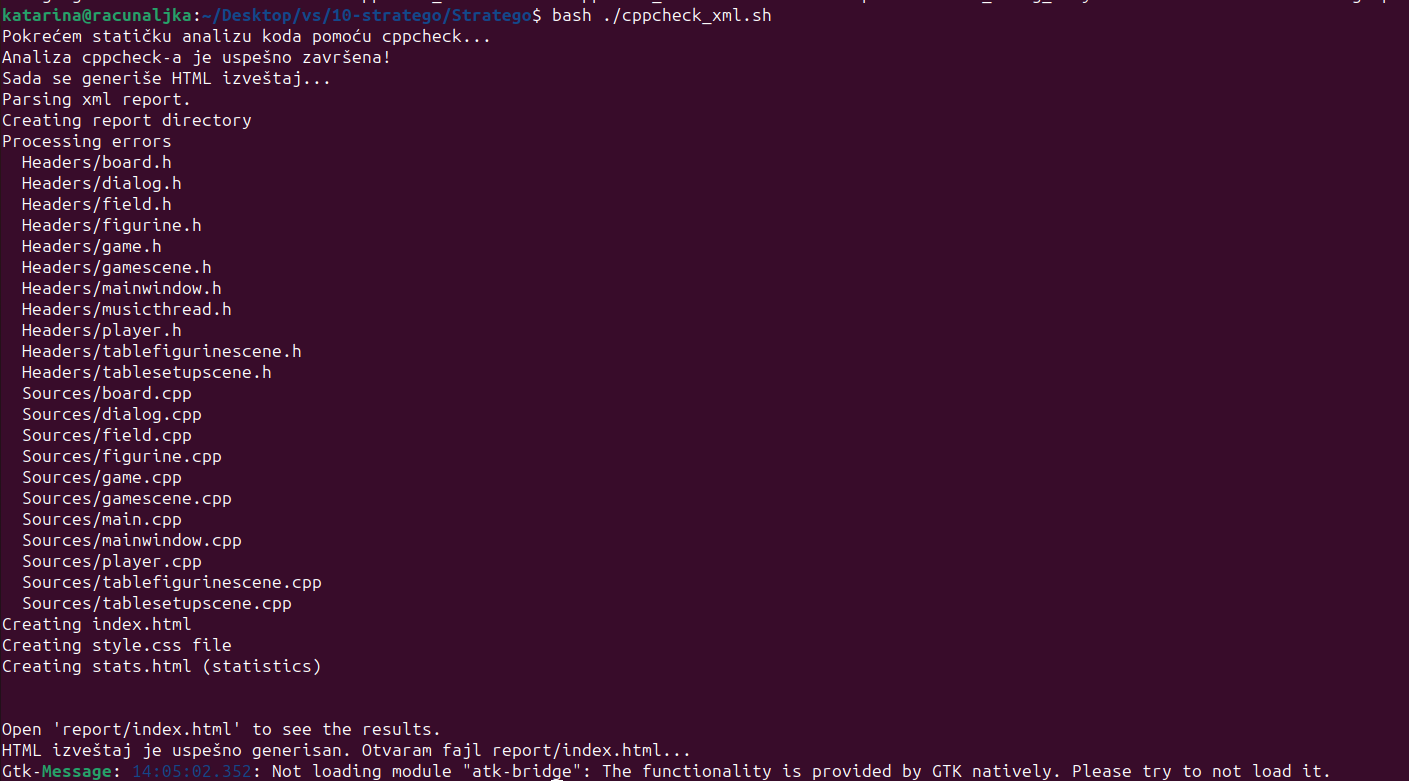 katarina@racunaljka:~/Desktop/vs/10-stratego/Stratego$ bash ./cppcheck_xml.sh
Pokrećem statičku analizu koda pomoću cppcheck...
Analiza cppcheck-a je uspešno završena!
Sada se generiše HTML izveštaj...
Parsing xml report.
Creating report directory
Processing errors
  Headers/board.h
  Headers/dialog.h
  Headers/field.h
  Headers/figurine.h
  Headers/game.h
  Headers/gamescene.h
  Headers/mainwindow.h
  Headers/musicthread.h
  Headers/player.h
  Headers/tablefigurinescene.h
  Headers/tablesetupscene.h
  Sources/board.cpp
  Sources/dialog.cpp
  Sources/field.cpp
  Sources/figurine.cpp
  Sources/game.cpp
  Sources/gamescene.cpp
  Sources/main.cpp
  Sources/mainwindow.cpp
  Sources/player.cpp
  Sources/tablefigurinescene.cpp
  Sources/tablesetupscene.cpp
Creating index.html
Creating style.css file
Creating stats.html (statistics)
Open 'report/index.html' to see the results.
HTML izveštaj je uspešno generisan. Otvaram fajl report/index.html...
Gtk-Message: 14:05:02.352: Not loading module "atk-bridge": The functionality is provided by GTK natively. Please try to not load it.